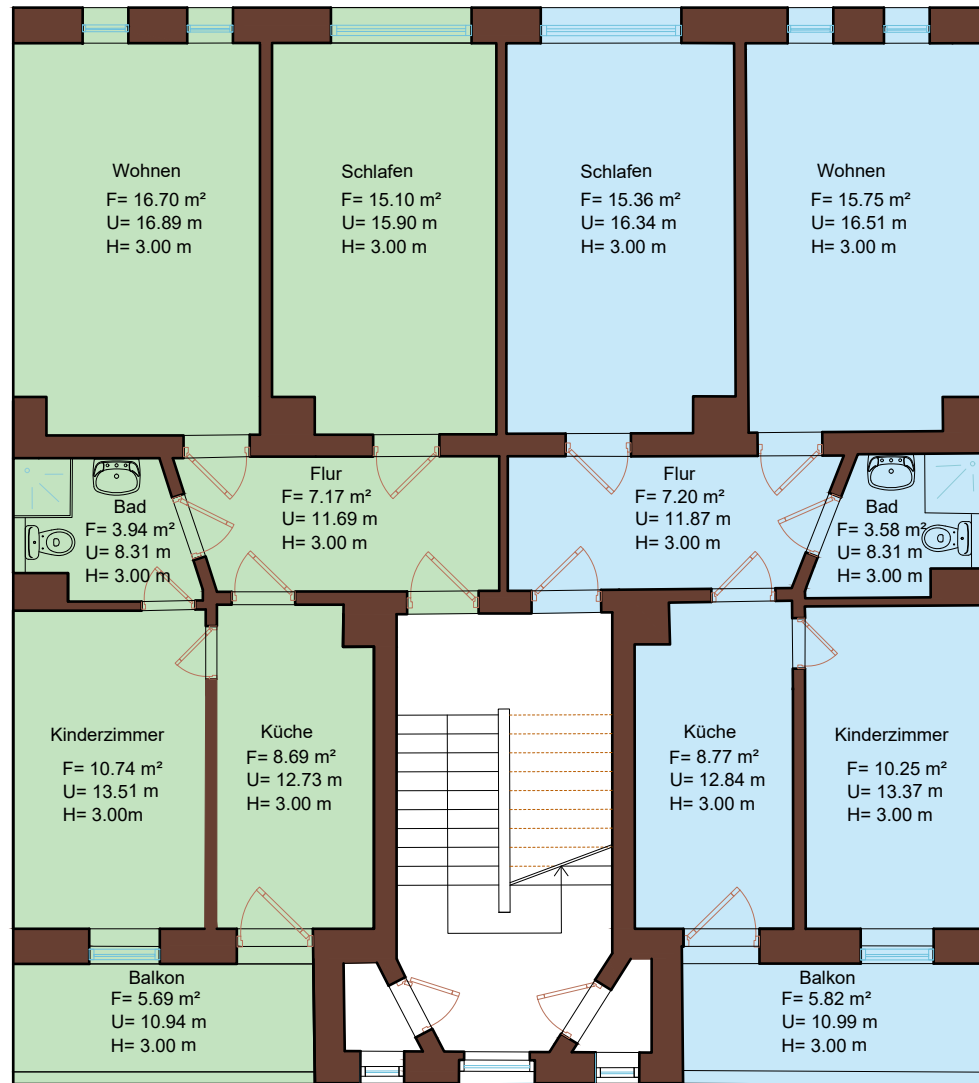 Wohnen
F= 16.70 m²
U= 16.89 m
H= 3.00 m
Schlafen
F= 15.10 m²
U= 15.90 m
H= 3.00 m
Schlafen
F= 15.36 m²
U= 16.34 m
H= 3.00 m
Wohnen
F= 15.75 m²
U= 16.51 m
H= 3.00 m
Bad
F= 3.94 m²
U= 8.31 m
H= 3.00 m
Flur
F= 7.17 m²
U= 11.69 m
H= 3.00 m
Flur
F= 7.20 m²
U= 11.87 m
H= 3.00 m
Bad
F= 3.58 m²
U= 8.31 m
H= 3.00 m
Kinderzimmer
F= 10.74 m²
U= 13.51 m
H= 3.00m
Küche
F= 8.69 m²
U= 12.73 m
H= 3.00 m
Küche
F= 8.77 m²
U= 12.84 m
H= 3.00 m
Kinderzimmer
F= 10.25 m²
U= 13.37 m
H= 3.00 m
Balkon
F= 5.69 m²
U= 10.94 m
H= 3.00 m
Balkon
F= 5.82 m²
U= 10.99 m
H= 3.00 m